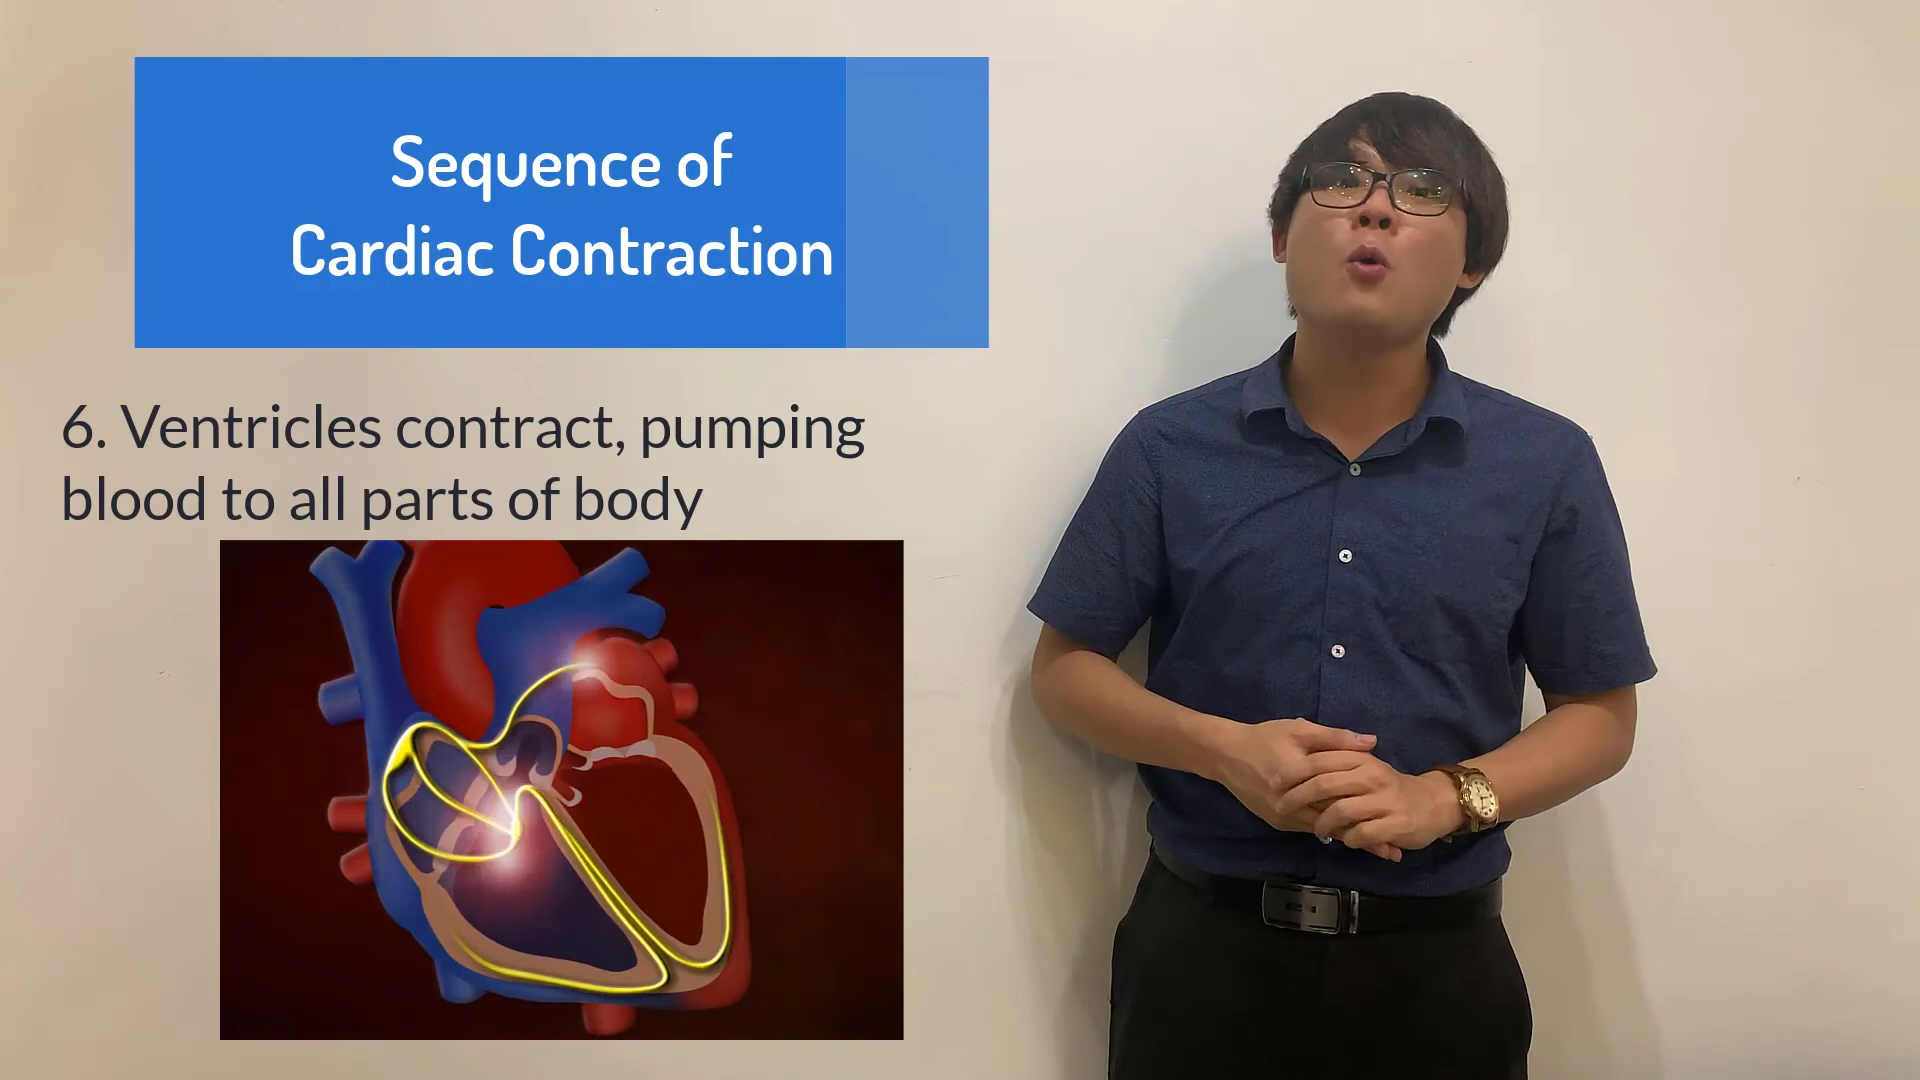 Sequence of
Cardiac Contraction
6. Ventricles contract, pumping
blood to all parts of body